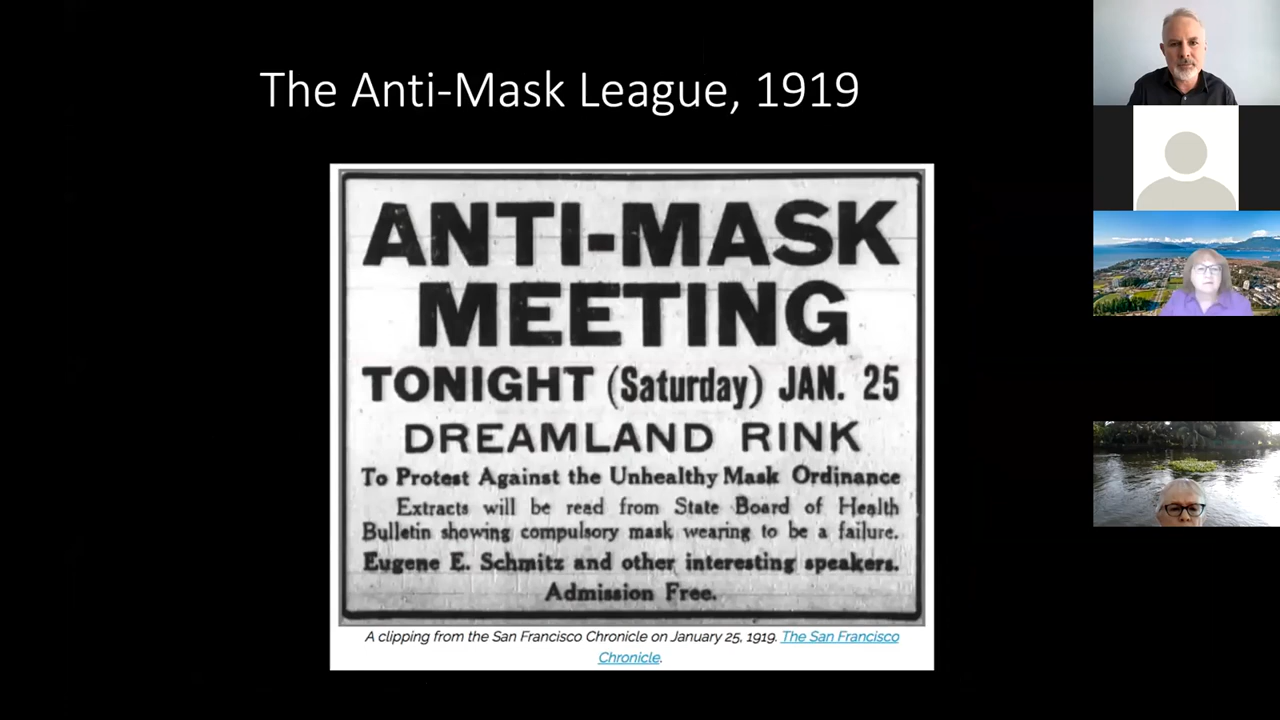 The Anti-Mask League, 1919
ANTI-MASK
MEETING
TONIGHT (Saturday) JAN. 25
DREAMLAND RINK
To Protest Against the Unhealthy Mask Ordinance
Extracts will be read from State Board of Health
Bulletin showing compulsory mask wearing to be a failure.
Eugene E. Schmitz and other interesting speakers.
Admission Free.
A clipping from the San Francisco Chronicle on January 25, 1919. The San Francisco
Chronicle.